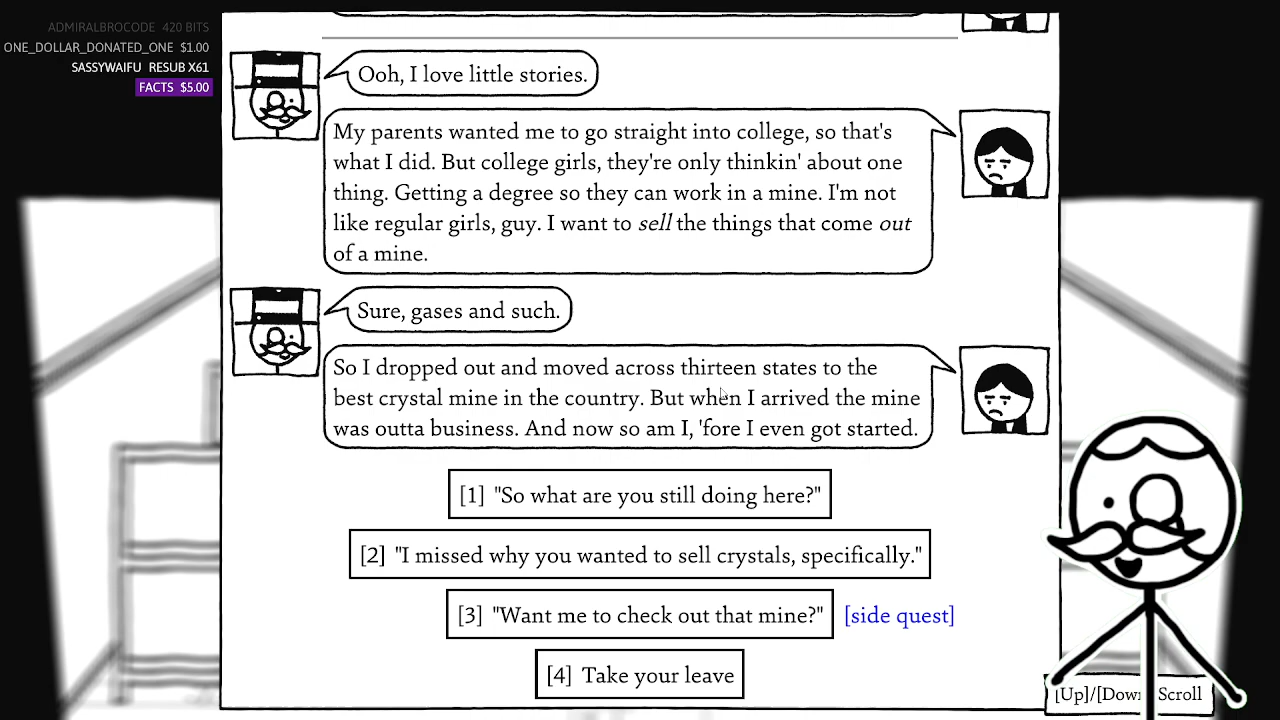 ADMIRALBROCODE 420 BITS
ONE_DOLLAR_DONATED_ONE $1.00
SASSYWAIFU RESUB X61
FACTS $5.00
Ooh, I love little stories.
My parents wanted me to go straight into college, so that's
what I did. But college girls, they're only thinkin' about one
thing. Getting a degree so they can work in a mine. I'm not
like regular girls, guy. I want to sell the things that come out
of a mine.
Sure, gases and such.
So I dropped out and moved across thirteen states to the
best crystal mine in the country. But when I arrived the mine
was outta business. And now so am I, 'fore I even got started.
[1] "So what are you still doing here?"
[2] "I missed why you wanted to sell crystals, specifically."
[3] "Want me to check out that mine?" [side quest]
[4] Take your leave
[Up]/[Down Scroll